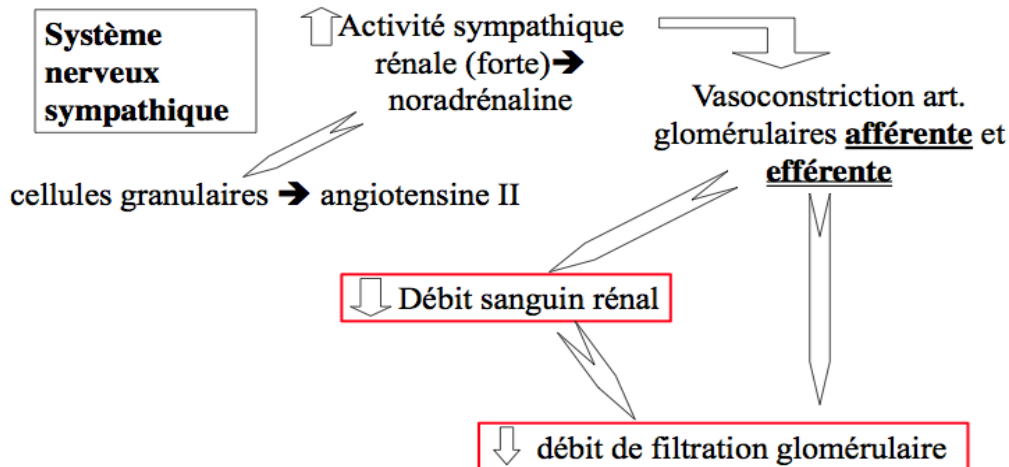 Système
nerveux
sympathique
Activité sympathique
rénale (forte)➔
noradrénaline
Vasoconstriction art.
glomérulaires afférente et
efférente
cellules granulaires ➔ angiotensine II
Débit sanguin rénal
débit de filtration glomérulaire